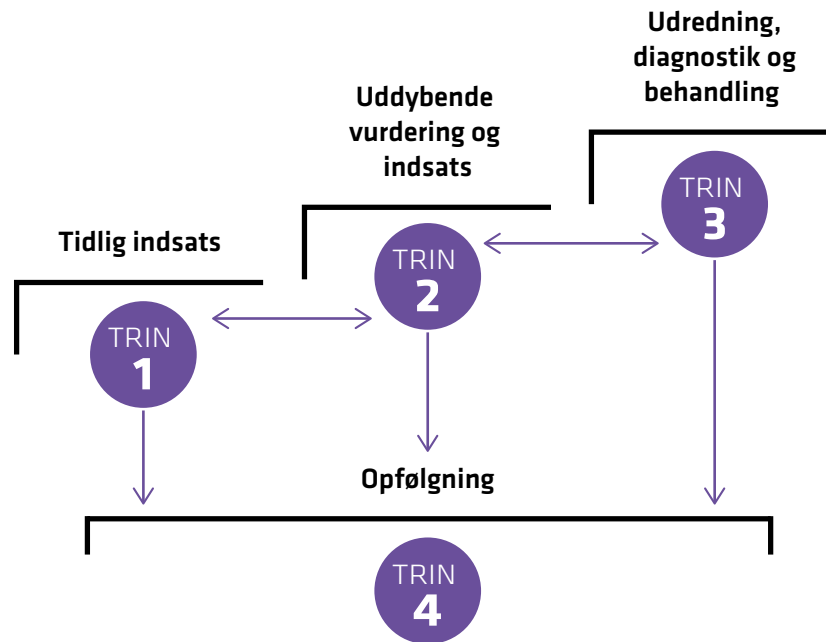 Tidlig indsats
TRIN
1
Uddybende
vurdering og
indsats
TRIN
2
Udredning,
diagnostik og
behandling
TRIN
3
Opfølgning
TRIN
4